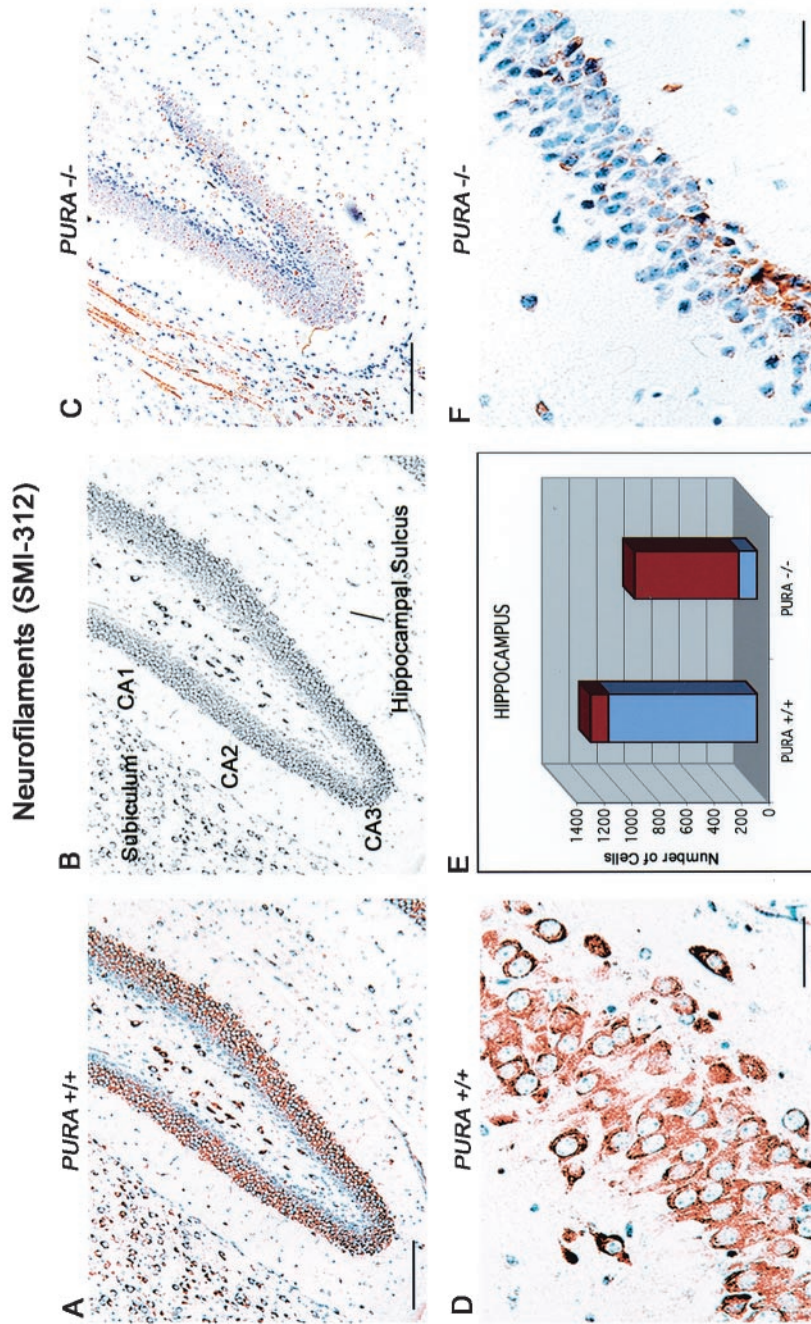 Neurofilaments (SMI-312)
A
PURA +/+
B
Subiculum
CA1
CA2
CA3
Hippocampal Sulcus
C
PURA -/-
D
PURA +/+
E
HIPPOCAMPUS
Number of Cells
1400
1200
1000
800
600
400
200
0
PURA +/+
PURA -/-
F
PURA -/-